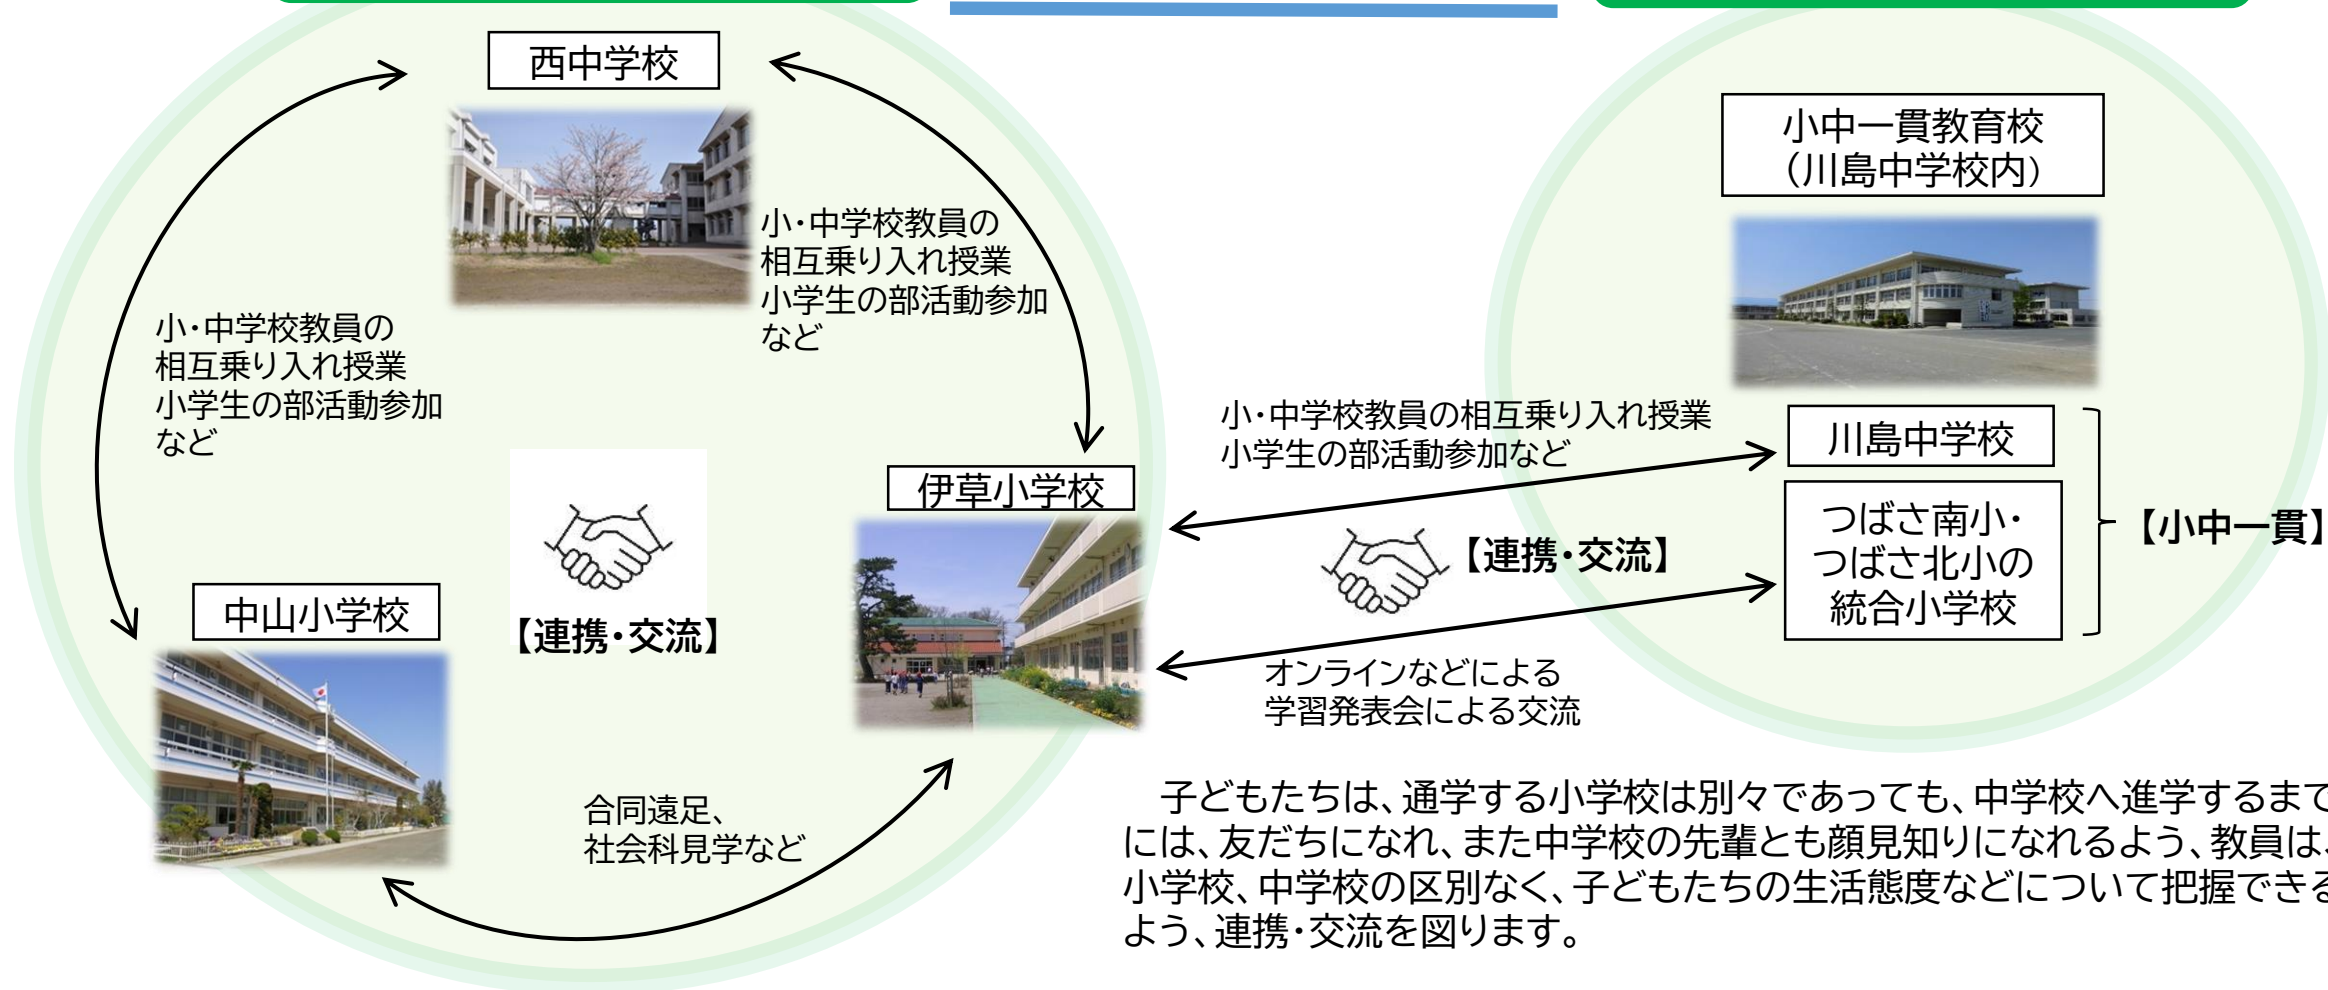 西中学校
小・中学校教員の
相互乗り入れ授業
小学生の部活動参加
など
小・中学校教員の
相互乗り入れ授業
小学生の部活動参加
など
伊草小学校
中山小学校
【連携・交流】
合同遠足、
社会科見学など
小中一貫教育校
（川島中学校内）
小・中学校教員の相互乗り入れ授業
小学生の部活動参加など
川島中学校
【連携・交流】
つばさ南小・
つばさ北小の
統合小学校
【小中一貫】
オンラインなどによる
学習発表会による交流
子どもたちは、通学する小学校は別々であっても、中学校へ進学するまで
には、友だちになれ、また中学校の先輩とも顔見知りになれるよう、教員は、
小学校、中学校の区別なく、子どもたちの生活態度などについて把握できる
よう、連携・交流を図ります。